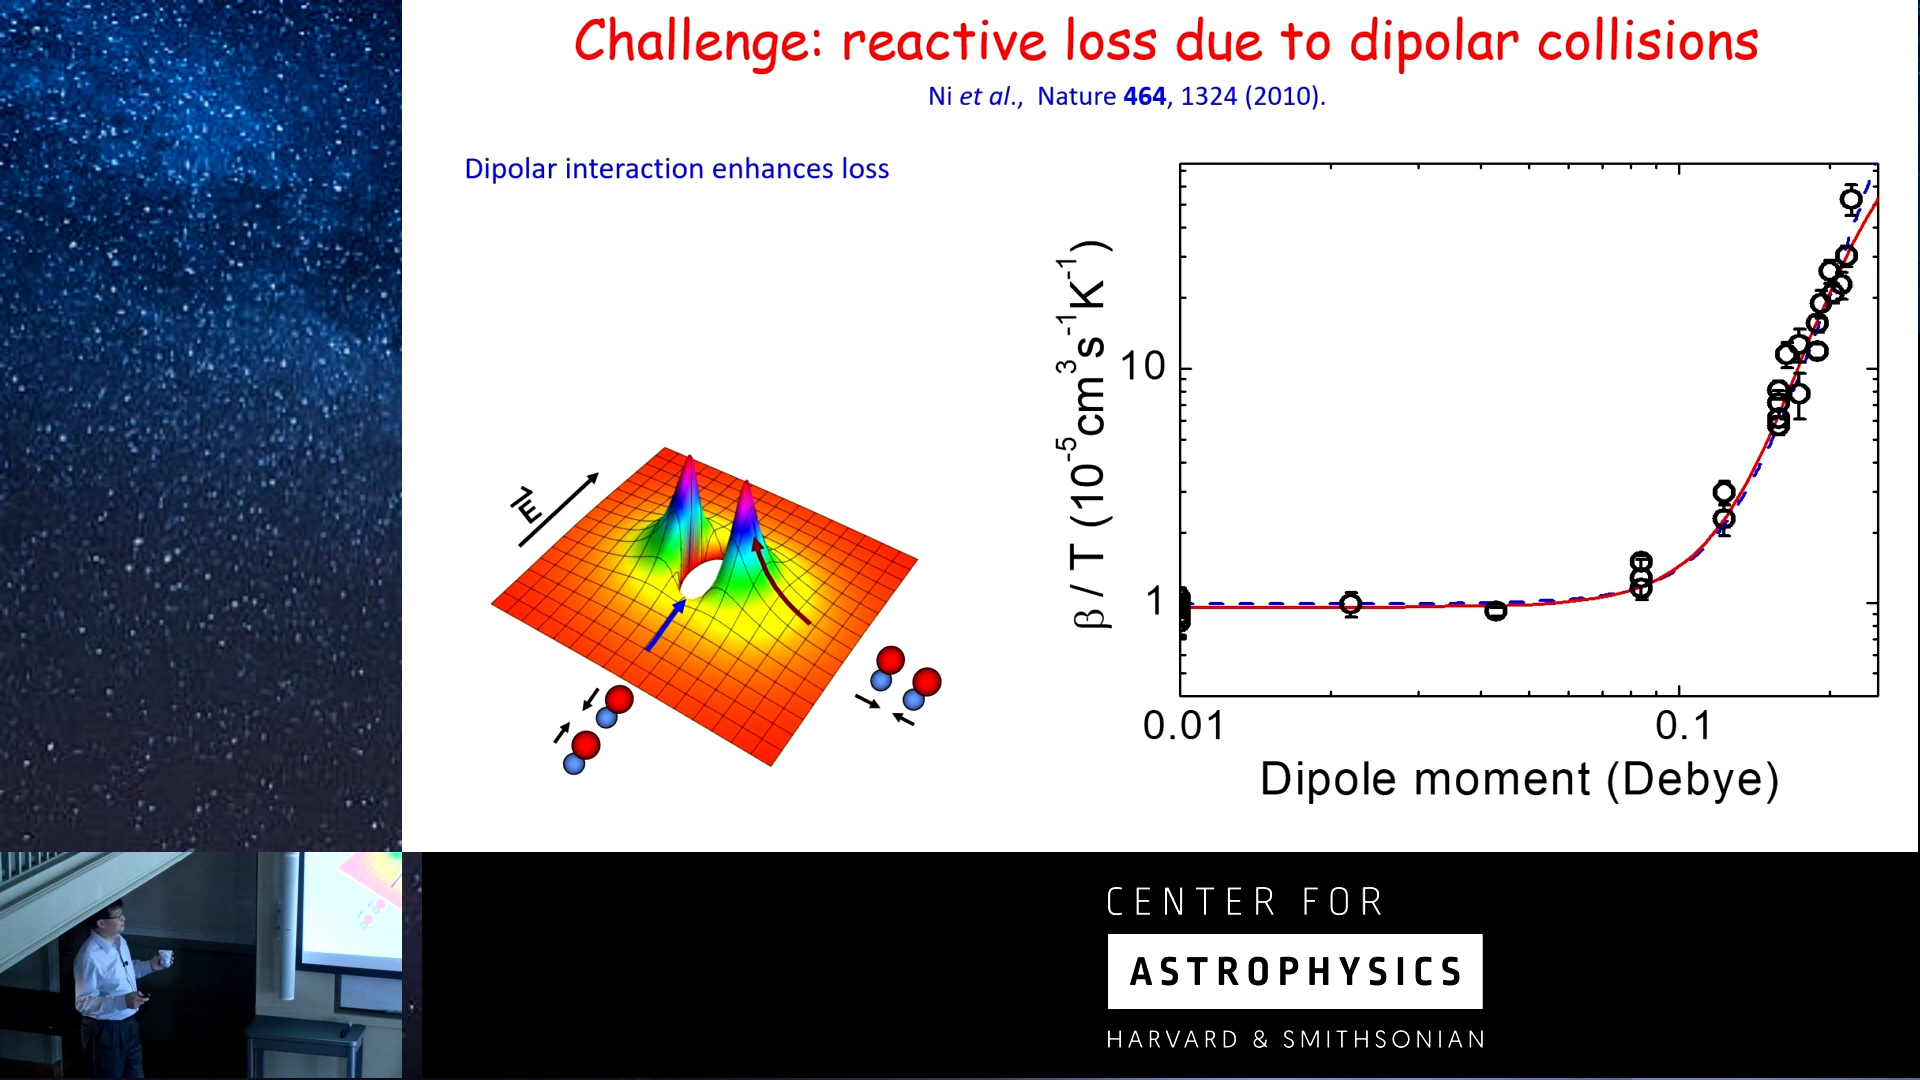 Challenge: reactive loss due to dipolar collisions
Ni et al., Nature 464, 1324 (2010).
Dipolar interaction enhances loss
E⃗
β / T (10⁻⁵cm³s⁻¹K⁻¹)
10
1
0.01 0.1
Dipole moment (Debye)
CENTER FOR
ASTROPHYSICS
HARVARD & SMITHSONIAN